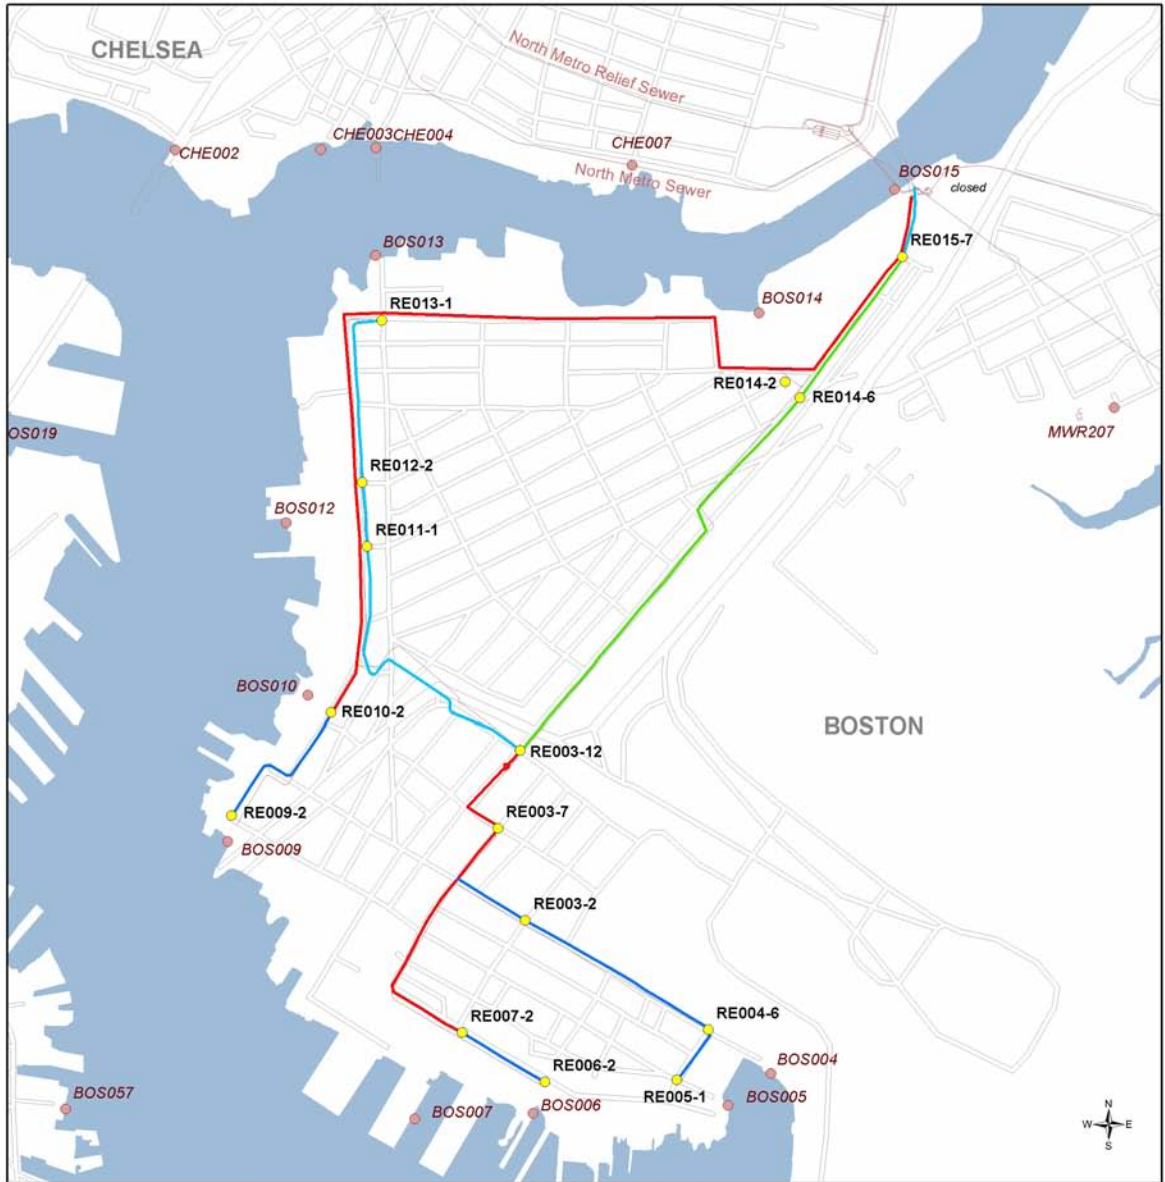 CHELSEA
North Metro Relief Sewer
CHE003CHE004
CHE002
CHE007
North Metro Sewer
BOS015
closed
BOS013
RE015-7
BOS014
RE013-1
RE014-2
RE014-6
OS019
MWR207
RE012-2
BOS012
RE011-1
BOS010
RE010-2
BOSTON
RE003-12
RE009-2
RE003-7
BOS009
RE003-2
RE007-2
RE004-6
BOS004
RE006-2
BOS057
RE005-1
BOS005
BOS007
BOS006
N
W E
S